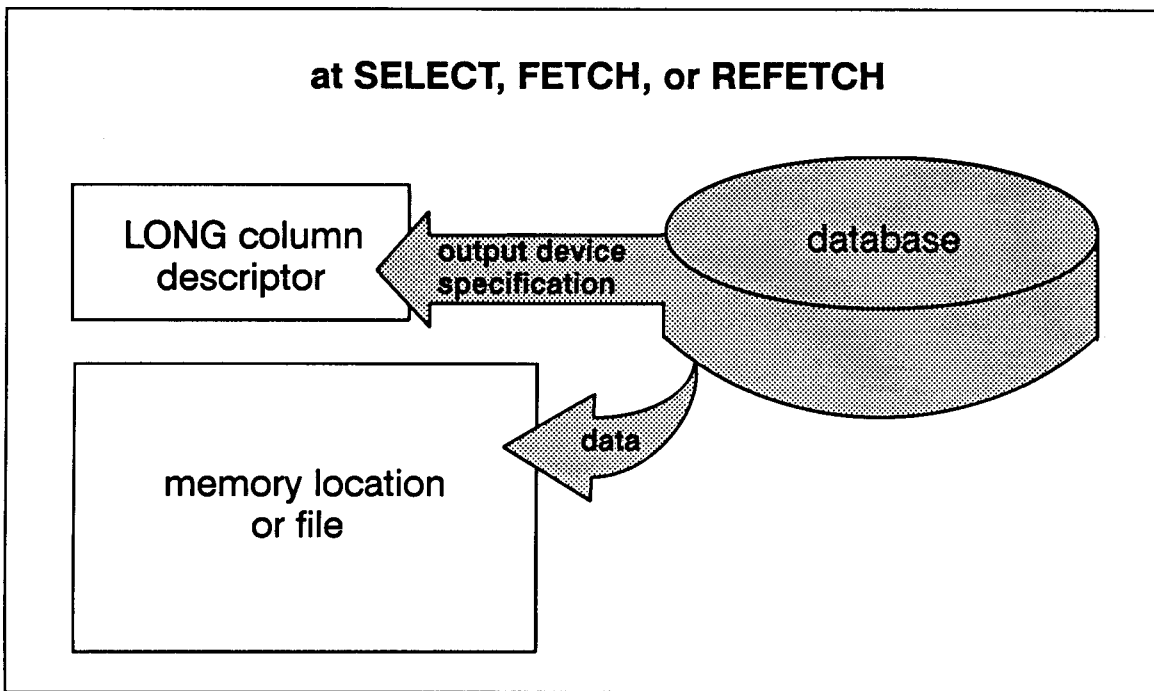 at SELECT, FETCH, or REFETCH
LONG column
descriptor
output device
specification
database
data
memory location
or file